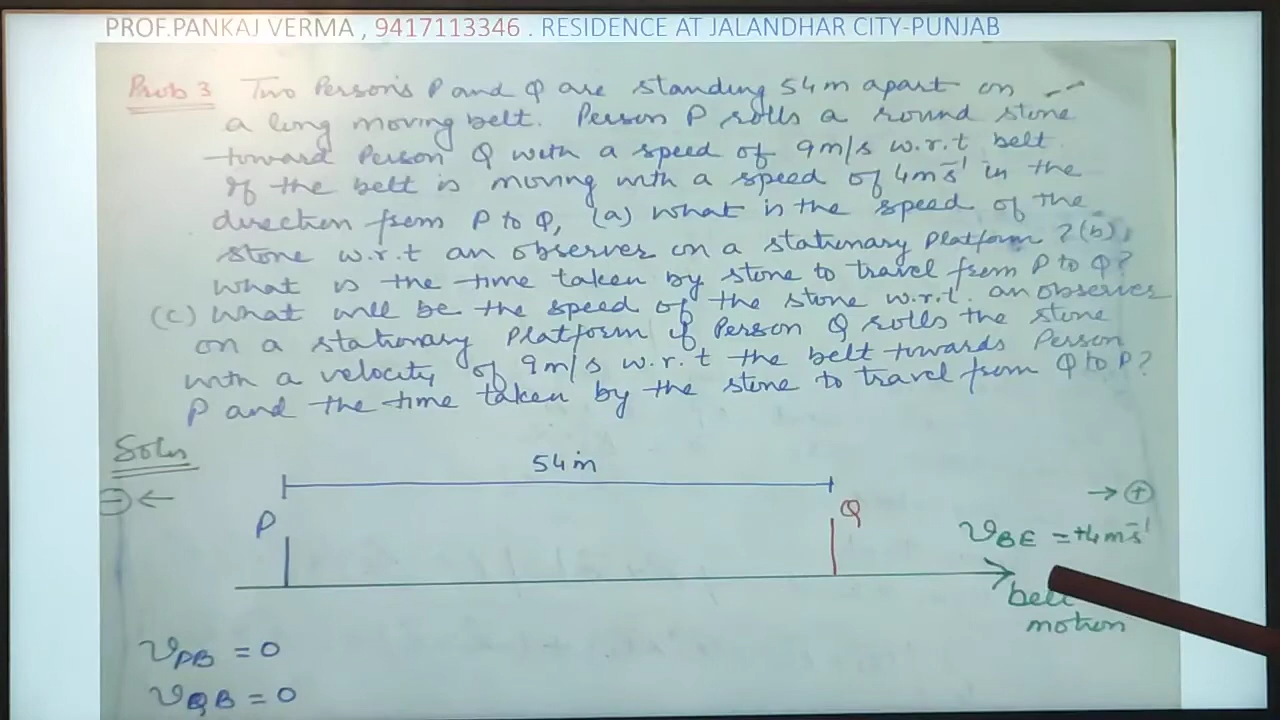 PROF.PANKAJ VERMA , 9417113346 . RESIDENCE AT JALANDHAR CITY-PUNJAB
Prob 3 Two Person's P and Q are standing 54m apart on
a long moving belt. Person P rolls a round stone
toward Person Q with a speed of 9m/s w.r.t belt
If the belt is moving with a speed of 4ms⁻¹ in the
direction from P to Q, (a) what is the speed of the
stone w.r.t an observer on a stationary Platform ? (b)
what is the time taken by stone to travel from P to Q?
(c) What will be the speed of the stone w.r.t. an observer
on a stationary Platform if Person Q rolls the stone
with a velocity of 9m/s w.r.t the belt towards Person
P and the time taken by the stone to travel from Q to P?
Soln
54m
⊖ ← → ⊕
P Q
v_BE = +4ms⁻¹
belt
motion
v_PB = 0
v_QB = 0